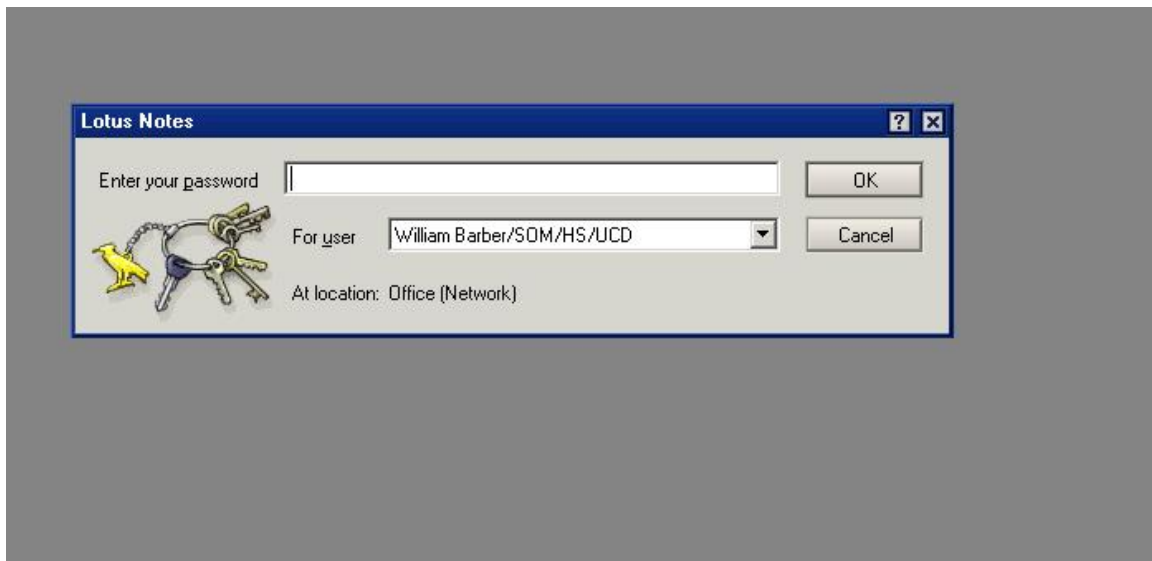 Lotus Notes
Enter your password
OK
For user William Barber/SOM/HS/UCD
Cancel
At location: Office (Network)